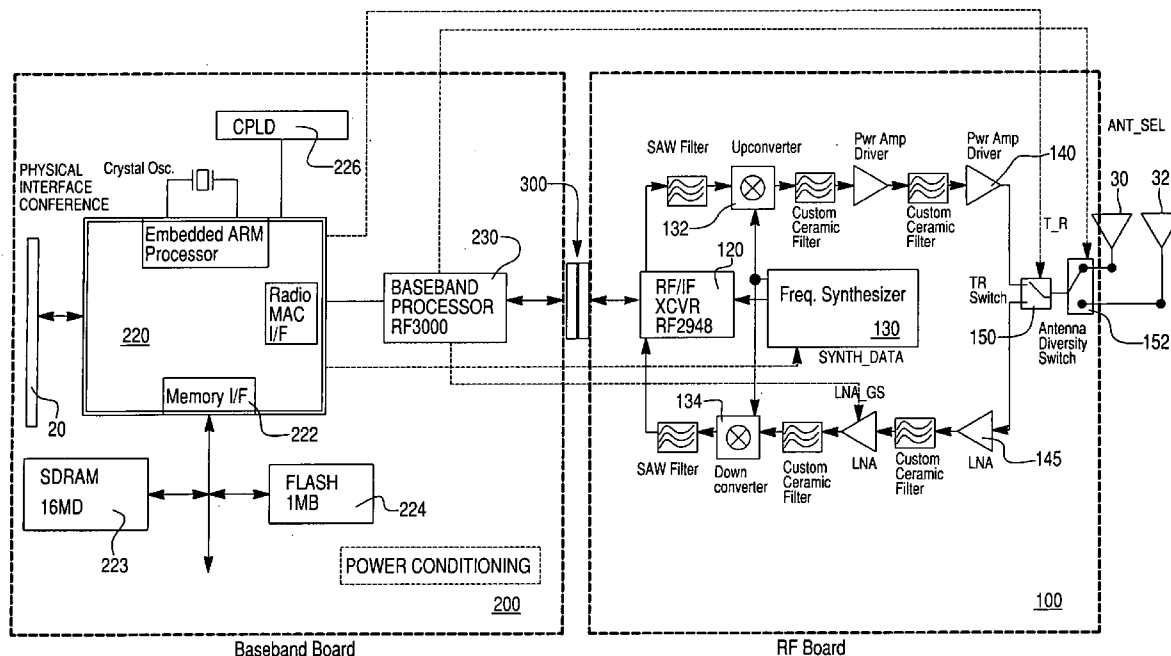 CPLD
226
PHYSICAL
INTERFACE
CONFERENCE
Crystal Osc.
Embedded ARM
Processor
Radio
MAC
I/F
220
Memory I/F
222
20
SDRAM
16MD
223
FLASH
1MB
224
POWER CONDITIONING
200
Baseband Board
230
BASEBAND
PROCESSOR
RF3000
300
SAW Filter
Upconverter
132
Custom
Ceramic
Filter
Pwr Amp
Driver
Custom
Ceramic
Filter
Pwr Amp
Driver
140
120
RF/IF
XCVR
RF2948
Freq. Synthesizer
130
SYNTH_DATA
T_R
TR
Switch
150
Antenna
Diversity
Switch
152
ANT_SEL
30
32
134
SAW Filter
Down
converter
Custom
Ceramic
Filter
LNA_GS
LNA
Custom
Ceramic
Filter
LNA
145
100
RF Board